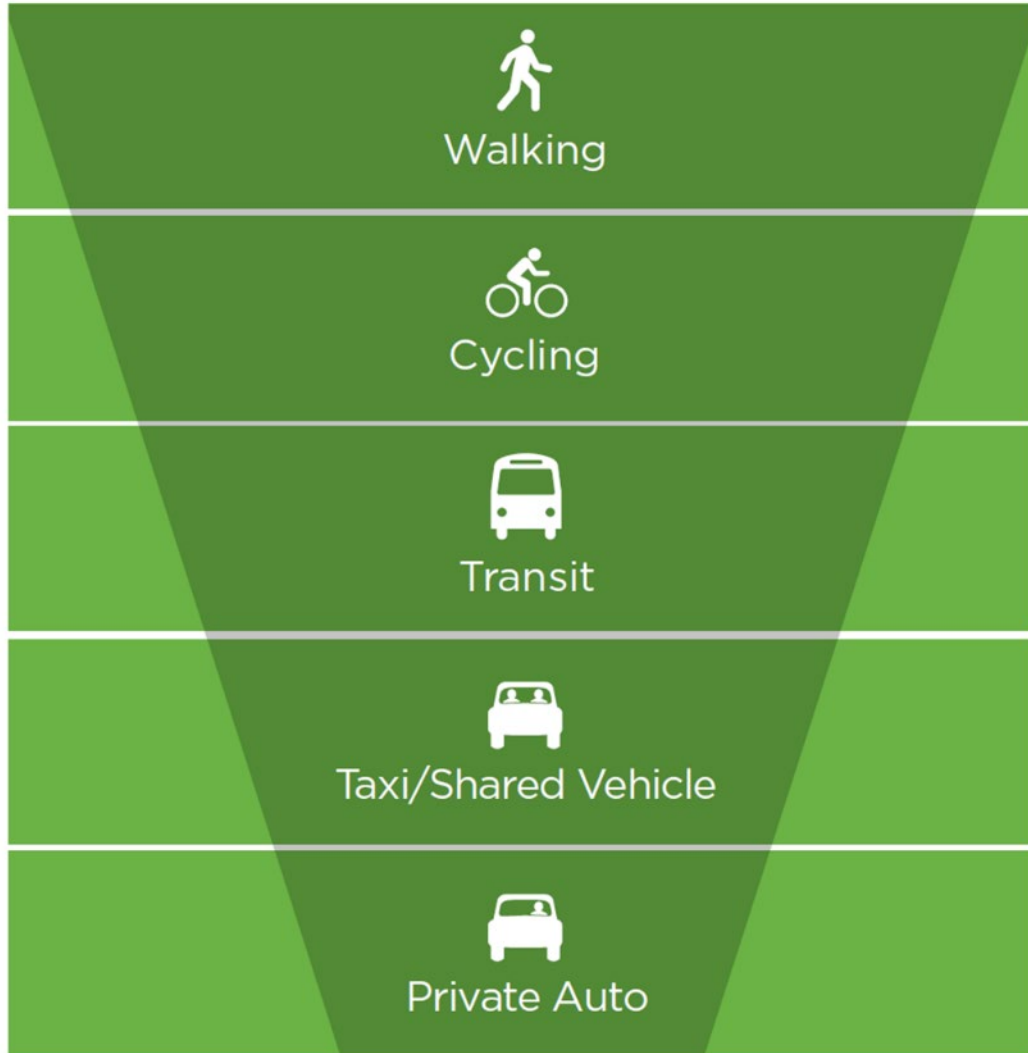 Walking
Cycling
Transit
Taxi/Shared Vehicle
Private Auto